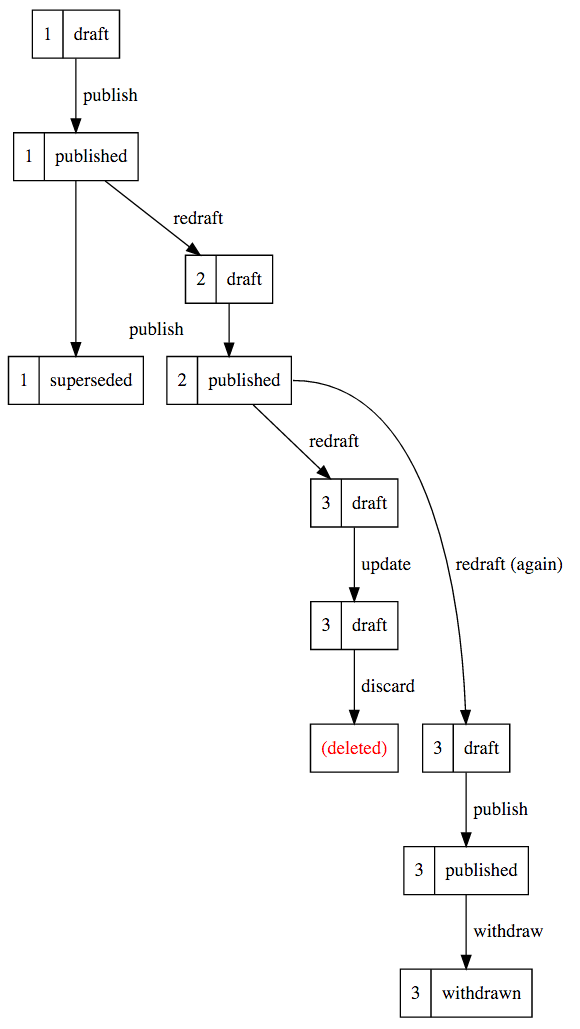 1 draft
publish
1 published
redraft
2 draft
publish
1 superseded
2 published
redraft
3 draft
update
redraft (again)
3 draft
discard
(deleted)
3 draft
publish
3 published
withdraw
3 withdrawn